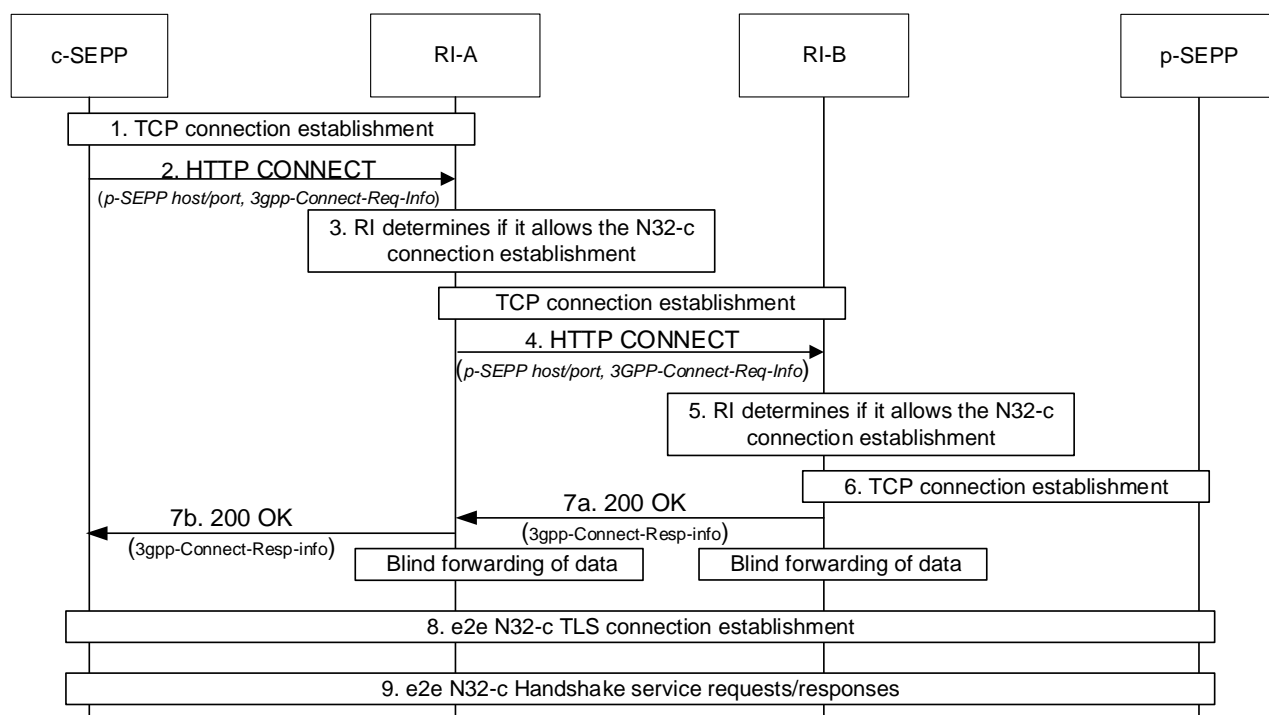 c-SEPP
RI-A
RI-B
p-SEPP
1. TCP connection establishment
2. HTTP CONNECT
(p-SEPP host/port, 3gpp-Connect-Req-Info)
3. RI determines if it allows the N32-c
connection establishment
TCP connection establishment
4. HTTP CONNECT
(p-SEPP host/port, 3GPP-Connect-Req-Info)
5. RI determines if it allows the N32-c
connection establishment
6. TCP connection establishment
7a. 200 OK
(3gpp-Connect-Resp-info)
7b. 200 OK
(3gpp-Connect-Resp-info)
Blind forwarding of data
Blind forwarding of data
8. e2e N32-c TLS connection establishment
9. e2e N32-c Handshake service requests/responses